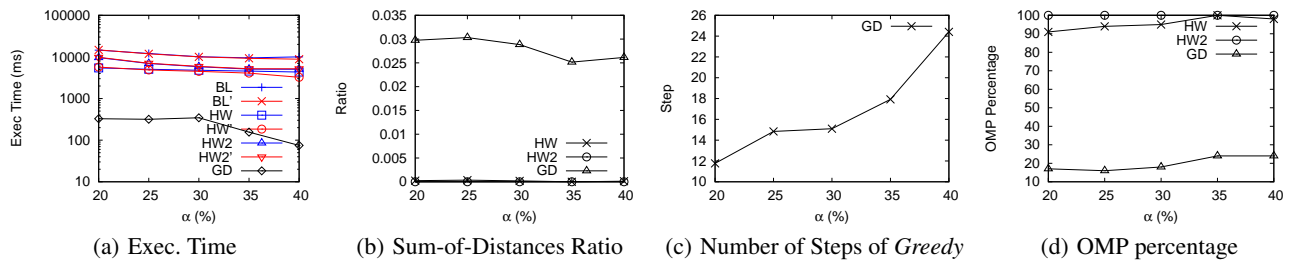 100000
10000
1000
100
10
Exec Time (ms)
BL
BL'
HW
HW'
HW2
HW2'
GD
20 25 30 35 40
α (%)
(a) Exec. Time
0.04
0.035
0.03
0.025
0.02
0.015
0.01
0.005
0
Ratio
HW
HW2
GD
20 25 30 35 40
α (%)
(b) Sum-of-Distances Ratio
26
24
22
20
18
16
14
12
10
Step
GD
20 25 30 35 40
α (%)
(c) Number of Steps of Greedy
100
90
80
70
60
50
40
30
20
10
OMP Percentage
HW
HW2
GD
20 25 30 35 40
α (%)
(d) OMP percentage